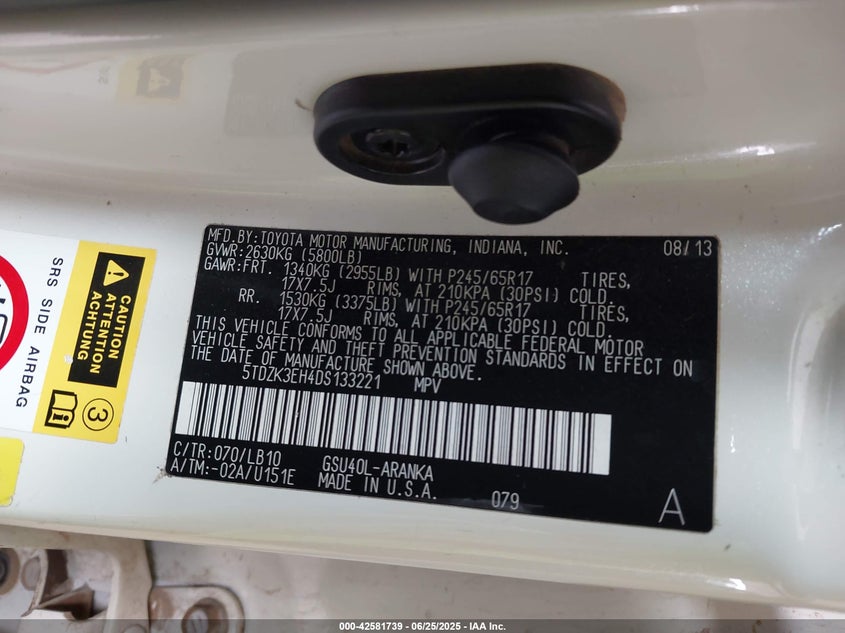 MFD.BY:TOYOTA MOTOR MANUFACTURING, INDIANA, INC. 08/13
GVWR:2630KG (5800LB)
GAWR:FRT. 1340KG (2955LB) WITH P245/65R17 TIRES,
17X7.5J RIMS, AT 210KPA (30PSI) COLD.
RR. 1530KG (3375LB) WITH P245/65R17 TIRES,
17X7.5J RIMS, AT 210KPA (30PSI) COLD.
THIS VEHICLE CONFORMS TO ALL APPLICABLE FEDERAL MOTOR
VEHICLE SAFETY AND THEFT PREVENTION STANDARDS IN EFFECT ON
THE DATE OF MANUFACTURE SHOWN ABOVE.
5TDZK3EH4DS133221 MPV
C/TR:070/LB10 GSU40L-ARANKA
A/TM:-02A/U151E MADE IN U.S.A. 079 A
SRS SIDE AIRBAG
CAUTION
ATTENTION
ACHTUNG
3
000-42581739 - 06/25/2025 - IAA Inc.